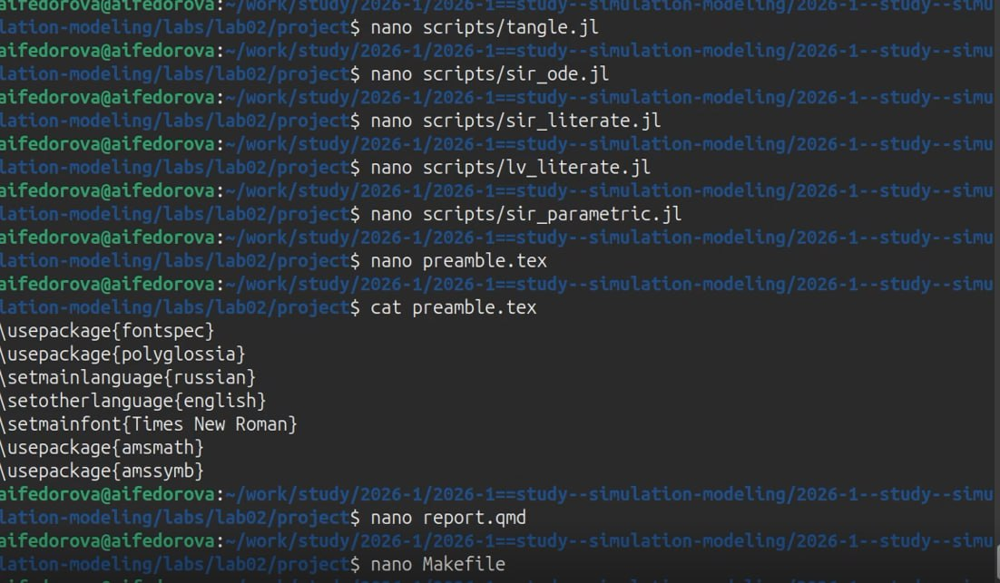 aifedorova@aifedorova:~/work/study/2026-1/2026-1==study--simulation-modeling/2026-1--study--simu
lation-modeling/labs/lab02/project$ nano scripts/tangle.jl
aifedorova@aifedorova:~/work/study/2026-1/2026-1==study--simulation-modeling/2026-1--study--simu
lation-modeling/labs/lab02/project$ nano scripts/sir_ode.jl
aifedorova@aifedorova:~/work/study/2026-1/2026-1==study--simulation-modeling/2026-1--study--simu
lation-modeling/labs/lab02/project$ nano scripts/sir_literate.jl
aifedorova@aifedorova:~/work/study/2026-1/2026-1==study--simulation-modeling/2026-1--study--simu
lation-modeling/labs/lab02/project$ nano scripts/lv_literate.jl
aifedorova@aifedorova:~/work/study/2026-1/2026-1==study--simulation-modeling/2026-1--study--simu
lation-modeling/labs/lab02/project$ nano scripts/sir_parametric.jl
aifedorova@aifedorova:~/work/study/2026-1/2026-1==study--simulation-modeling/2026-1--study--simu
lation-modeling/labs/lab02/project$ nano preamble.tex
aifedorova@aifedorova:~/work/study/2026-1/2026-1==study--simulation-modeling/2026-1--study--simu
lation-modeling/labs/lab02/project$ cat preamble.tex
\usepackage{fontspec}
\usepackage{polyglossia}
\setmainlanguage{russian}
\setotherlanguage{english}
\setmainfont{Times New Roman}
\usepackage{amsmath}
\usepackage{amssymb}
aifedorova@aifedorova:~/work/study/2026-1/2026-1==study--simulation-modeling/2026-1--study--simu
lation-modeling/labs/lab02/project$ nano report.qmd
aifedorova@aifedorova:~/work/study/2026-1/2026-1==study--simulation-modeling/2026-1--study--simu
lation-modeling/labs/lab02/project$ nano Makefile